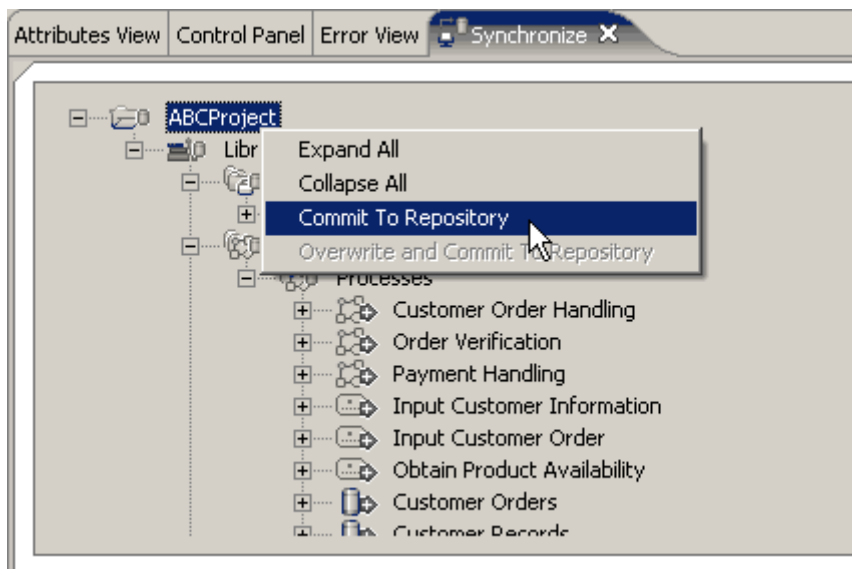 Attributes View Control Panel Error View Synchronize
ABCProject
Libr
Expand All
Collapse All
Commit To Repository
Overwrite and Commit To Repository
Processes
Customer Order Handling
Order Verification
Payment Handling
Input Customer Information
Input Customer Order
Obtain Product Availability
Customer Orders
Customer Records